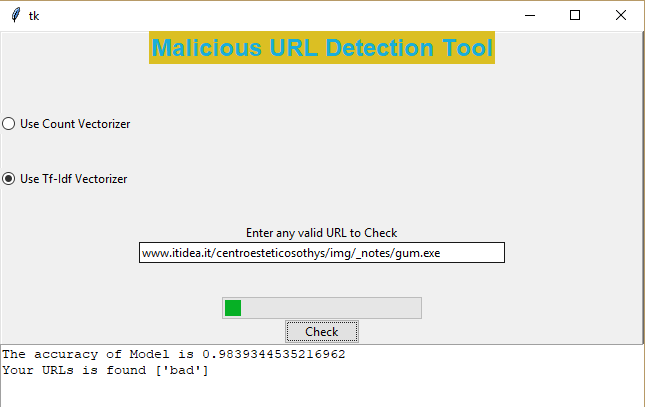 tk
Malicious URL Detection Tool
Use Count Vectorizer
Use Tf-Idf Vectorizer
Enter any valid URL to Check
www.itidea.it/centroesteticosothys/img/_notes/gum.exe
Check
The accuracy of Model is 0.9839344535216962
Your URLs is found ['bad']